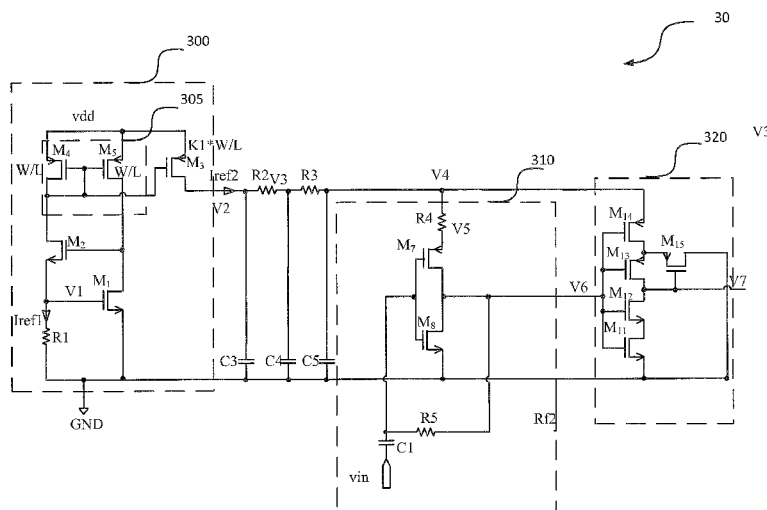 30
300
305
vdd
K1*W/L
M4
M5
M3
W/L
W/L
Iref2
R2
V3
R3
V2
V4
310
320
V3
R4
V5
M7
M8
M14
M15
M13
M12
M11
V6
V7
M2
M1
V1
Iref1
R1
C3
C4
C5
GND
R5
Rf2
C1
vin